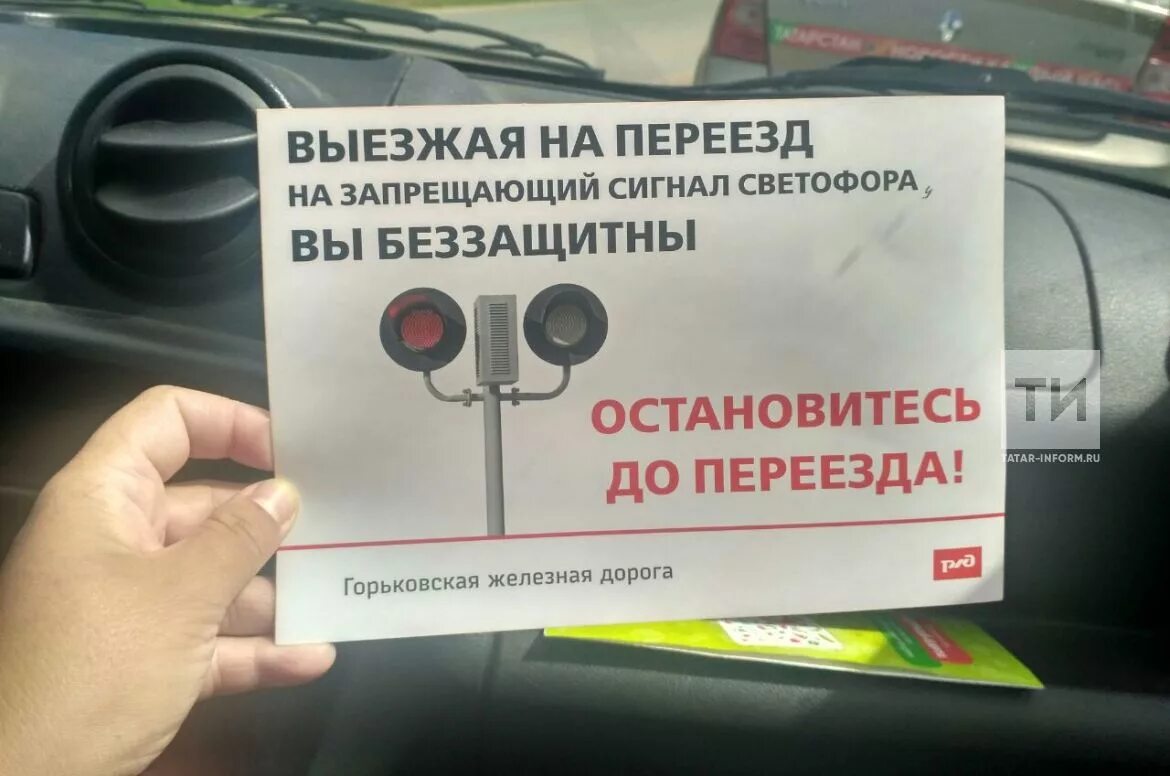 ТАТАРСТАН
ВЫЕЗЖАЯ НА ПЕРЕЕЗД
НА ЗАПРЕЩАЮЩИЙ СИГНАЛ СВЕТОФОРА,
ВЫ БЕЗЗАЩИТНЫ
ОСТАНОВИТЕСЬ
ДО ПЕРЕЕЗДА!
Горьковская железная дорога
РЖД
ТИ
TATAR-INFORM.RU